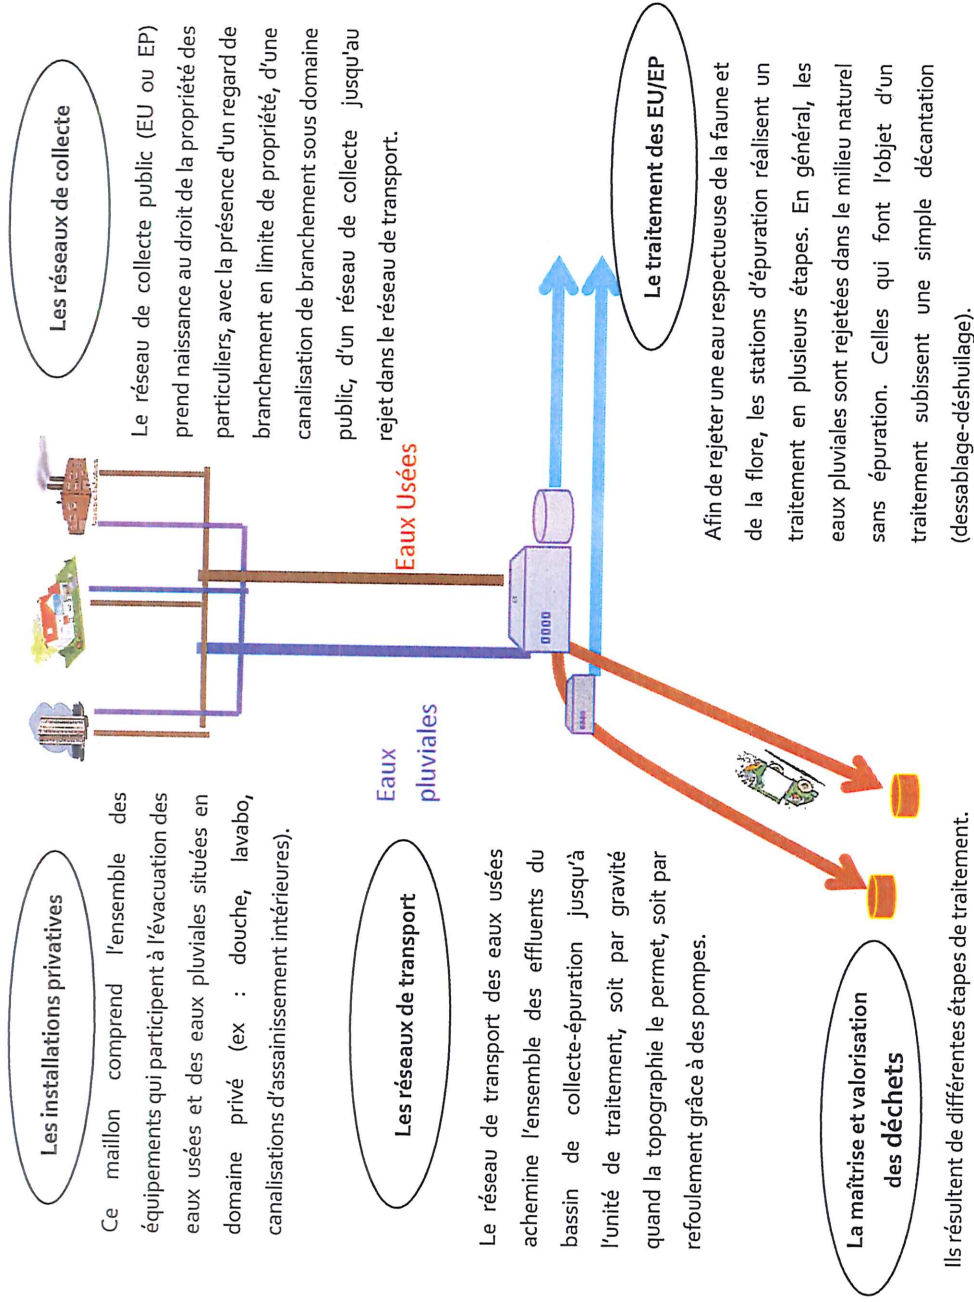 Les installations privatives
Ce maillon comprend l'ensemble des
équipements qui participent à l'évacuation des
eaux usées et des eaux pluviales situées en
domaine privé (ex : douche, lavabo,
canalisations d'assainissement intérieures).
Les réseaux de collecte
Le réseau de collecte public (EU ou EP)
prend naissance au droit de la propriété des
particuliers, avec la présence d'un regard de
branchement en limite de propriété, d'une
canalisation de branchement sous domaine
public, d'un réseau de collecte jusqu'au
rejet dans le réseau de transport.
Eaux
pluviales
Eaux Usées
Les réseaux de transport
Le réseau de transport des eaux usées
achemine l'ensemble des effluents du
bassin de collecte-épuration jusqu'à
l'unité de traitement, soit par gravité
quand la topographie le permet, soit par
refoulement grâce à des pompes.
Le traitement des EU/EP
Afin de rejeter une eau respectueuse de la faune et
de la flore, les stations d'épuration réalisent un
traitement en plusieurs étapes. En général, les
eaux pluviales sont rejetées dans le milieu naturel
sans épuration. Celles qui font l'objet d'un
traitement subissent une simple décantation
(dessablage-déshuilage).
La maîtrise et valorisation
des déchets
Ils résultent de différentes étapes de traitement.